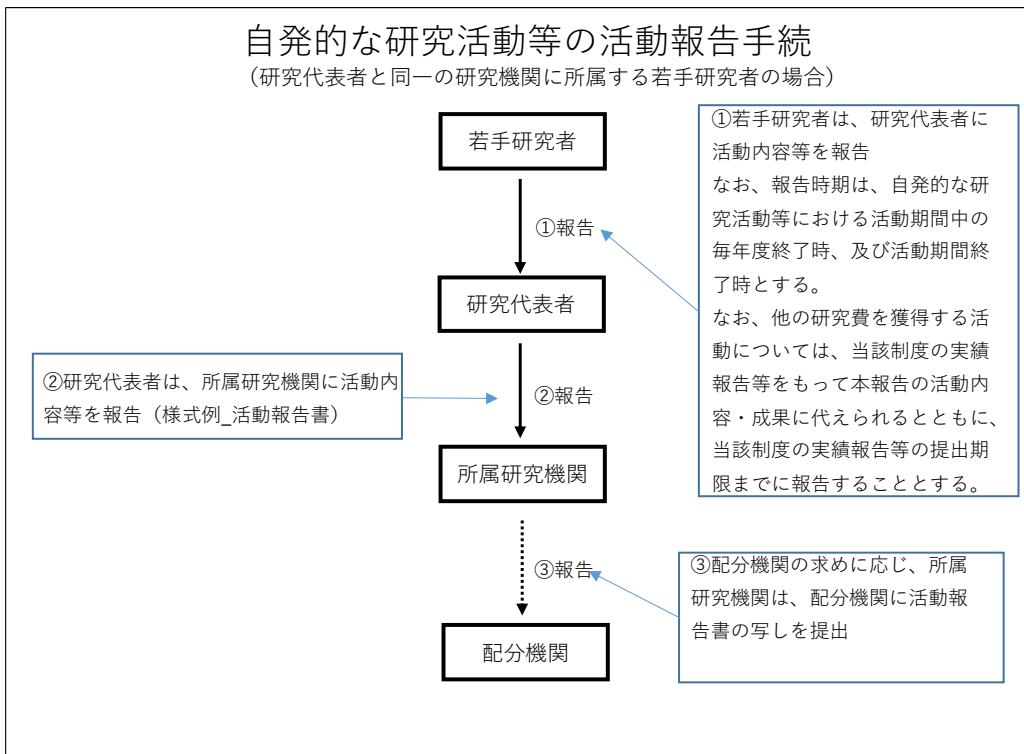 自発的な研究活動等の活動報告手続
（研究代表者と同一の研究機関に所属する若手研究者の場合）
若手研究者
①報告
①若手研究者は、研究代表者に
活動内容等を報告
なお、報告時期は、自発的な研
究活動等における活動期間中の
毎年度終了時、及び活動期間終
了時とする。
なお、他の研究費を獲得する活
動については、当該制度の実績
報告等をもって本報告の活動内
容・成果に代えられるとともに、
当該制度の実績報告等の提出期
限までに報告することとする。
研究代表者
②研究代表者は、所属研究機関に活動内
容等を報告（様式例_活動報告書）
②報告
所属研究機関
③報告
③配分機関の求めに応じ、所属
研究機関は、配分機関に活動報
告書の写しを提出
配分機関